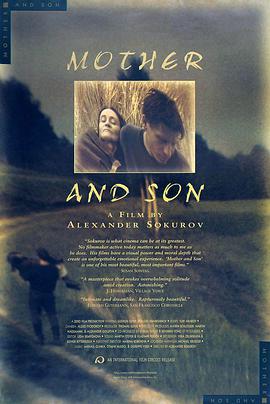 MOTHER
AND SON
MOTHER
AND SON
A FILM BY
ALEXANDER SOKUROV
"Sokurov is what cinema can be at its greatest.
No filmmaker active today matters as much to me as
he does. His films have a visual power and moral depth that
create an unforgettable emotional experience. 'Mother and Son'
is one of his most beautiful, most important films."
SUSAN SONTAG
"A masterpiece that evokes overwhelming solitude
amid creation. Astonishing."
J. HOBERMAN, VILLAGE VOICE
"Intimate and dreamlike. Rapturously beautiful."
EDWARD GUTHMANN, SAN FRANCISCO CHRONICLE
AN INTERNATIONAL FILM CIRCUIT RELEASE
MOTHER
AND SON